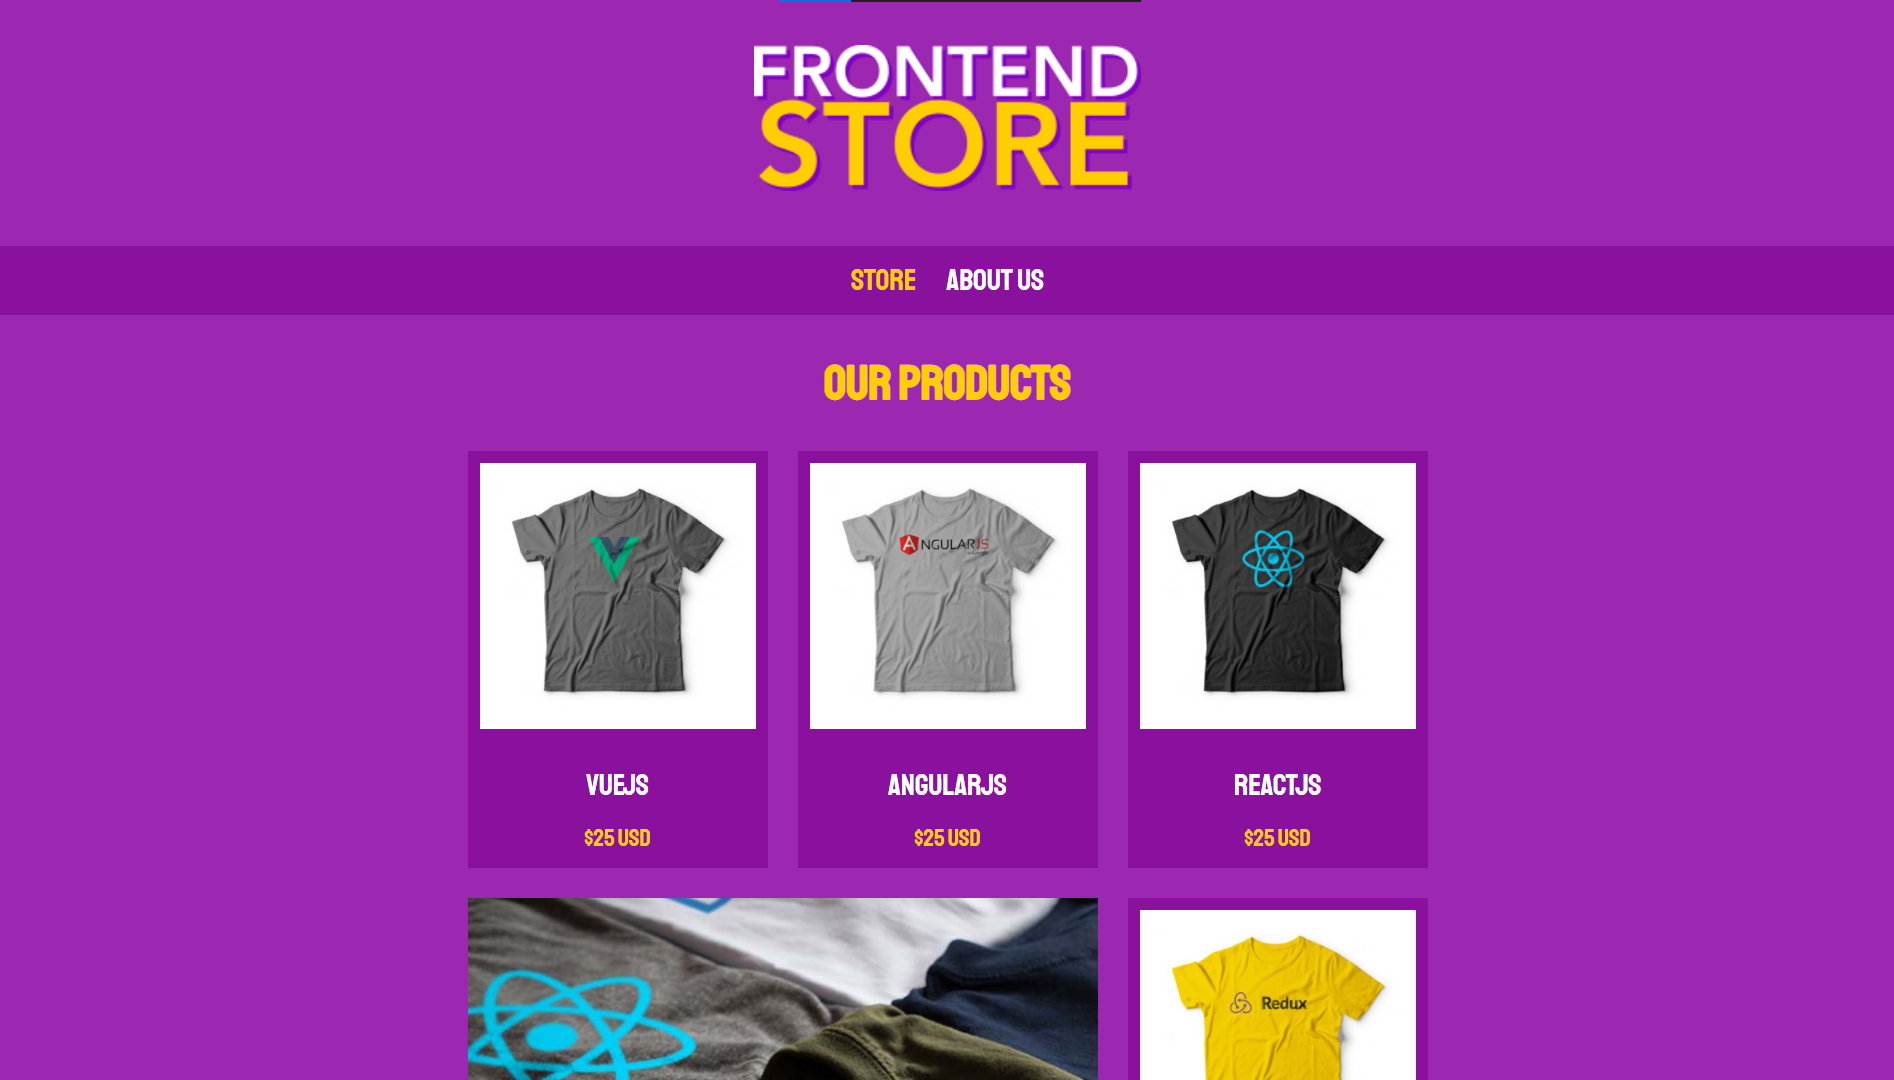 FRONTEND
STORE
STORE ABOUT US
OUR PRODUCTS
ANGULARJS
VUEJS ANGULARJS REACTJS
$25 USD $25 USD $25 USD
Redux